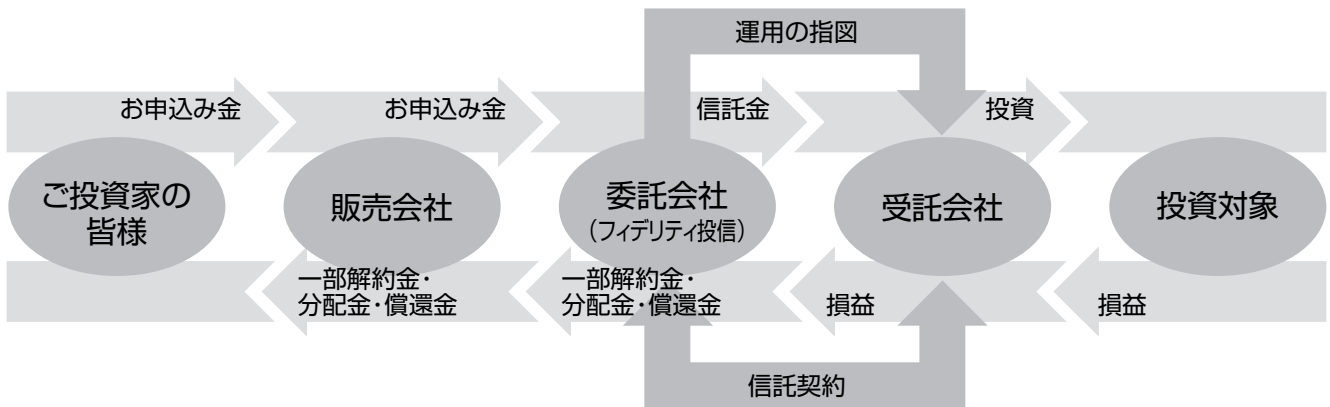 運用の指図
お申込み金
お申込み金
信託金
投資
ご投資家の
皆様
販売会社
委託会社
(フィデリティ投信)
受託会社
投資対象
一部解約金・
分配金・償還金
一部解約金・
分配金・償還金
損益
損益
信託契約